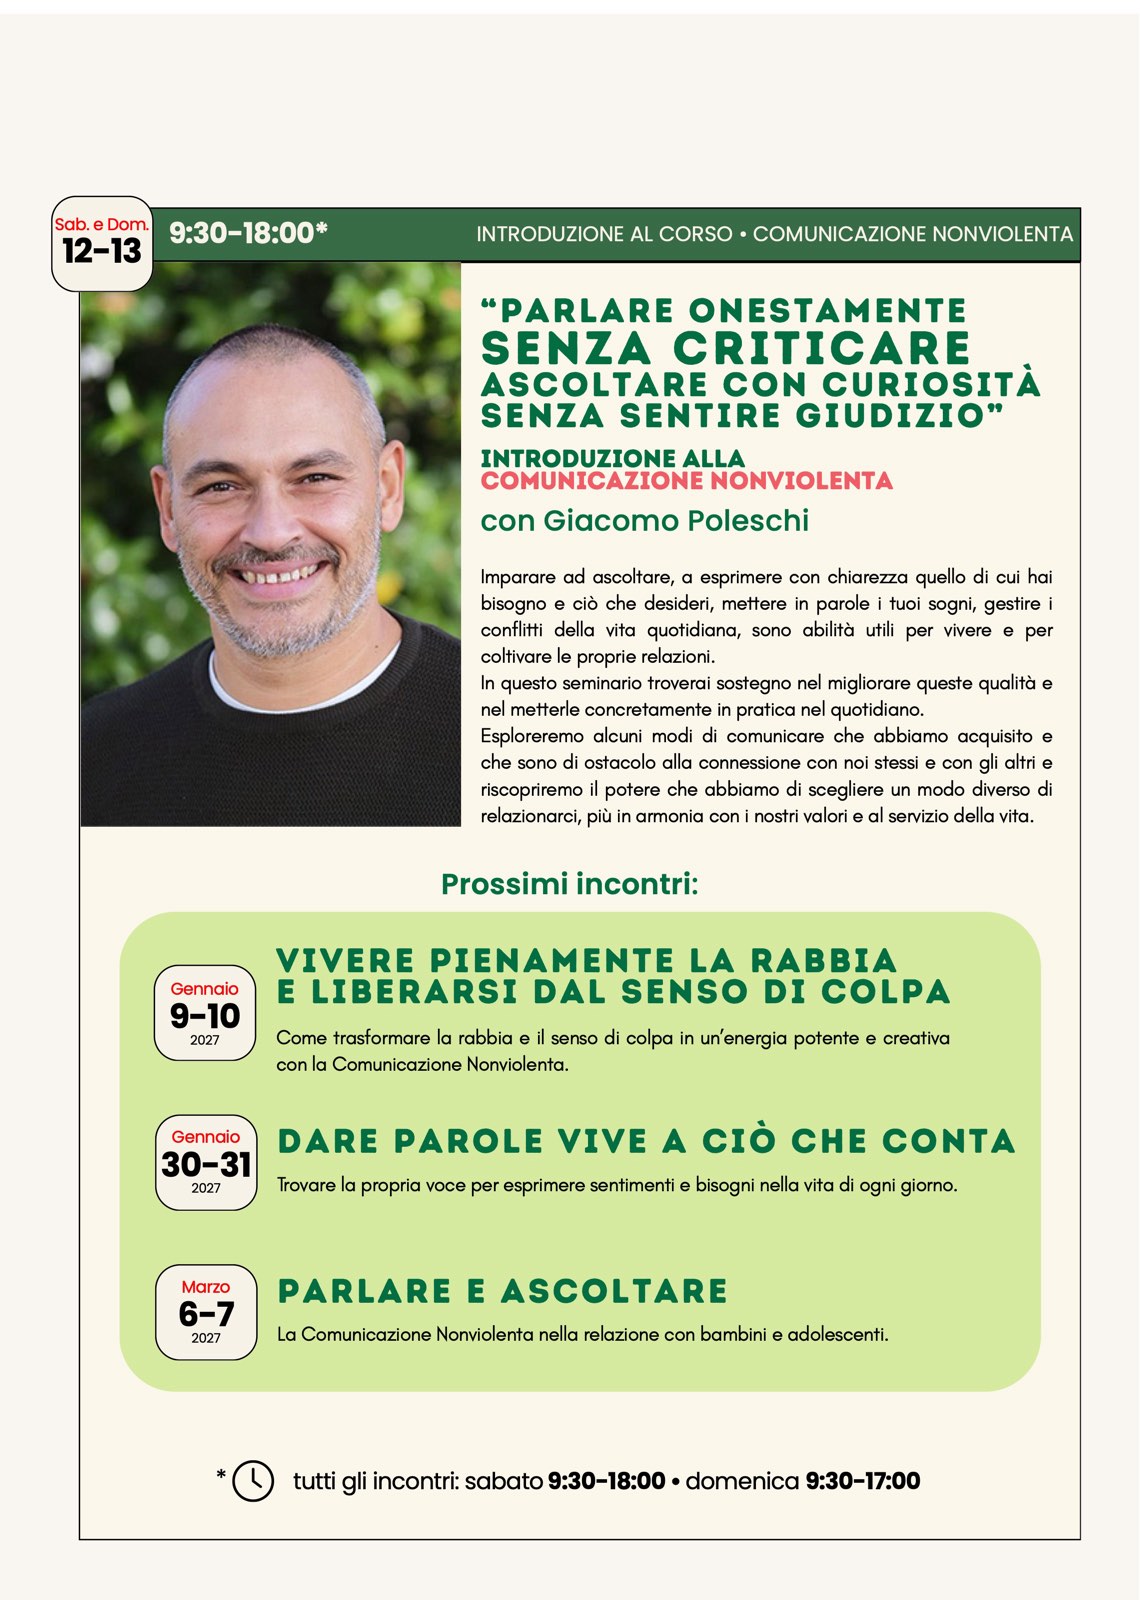 Sab. e Dom.
12-13
9:30-18:00*
INTRODUZIONE AL CORSO • COMUNICAZIONE NONVIOLENTA
“PARLARE ONESTAMENTE
SENZA CRITICARE
ASCOLTARE CON CURIOSITÀ
SENZA SENTIRE GIUDIZIO”
INTRODUZIONE ALLA
COMUNICAZIONE NONVIOLENTA
con Giacomo Poleschi
Imparare ad ascoltare, a esprimere con chiarezza quello di cui hai
bisogno e ciò che desideri, mettere in parole i tuoi sogni, gestire i
conflitti della vita quotidiana, sono abilità utili per vivere e per
coltivare le proprie relazioni.
In questo seminario troverai sostegno nel migliorare queste qualità e
nel metterle concretamente in pratica nel quotidiano.
Esploreremo alcuni modi di comunicare che abbiamo acquisito e
che sono di ostacolo alla connessione con noi stessi e con gli altri e
riscopriremo il potere che abbiamo di scegliere un modo diverso di
relazionarci, più in armonia con i nostri valori e al servizio della vita.
Prossimi incontri:
Gennaio
9-10
2027
VIVERE PIENAMENTE LA RABBIA
E LIBERARSI DAL SENSO DI COLPA
Come trasformare la rabbia e il senso di colpa in un’energia potente e creativa
con la Comunicazione Nonviolenta.
Gennaio
30-31
2027
DARE PAROLE VIVE A CIÒ CHE CONTA
Trovare la propria voce per esprimere sentimenti e bisogni nella vita di ogni giorno.
Marzo
6-7
2027
PARLARE E ASCOLTARE
La Comunicazione Nonviolenta nella relazione con bambini e adolescenti.
* tutti gli incontri: sabato 9:30-18:00 • domenica 9:30-17:00